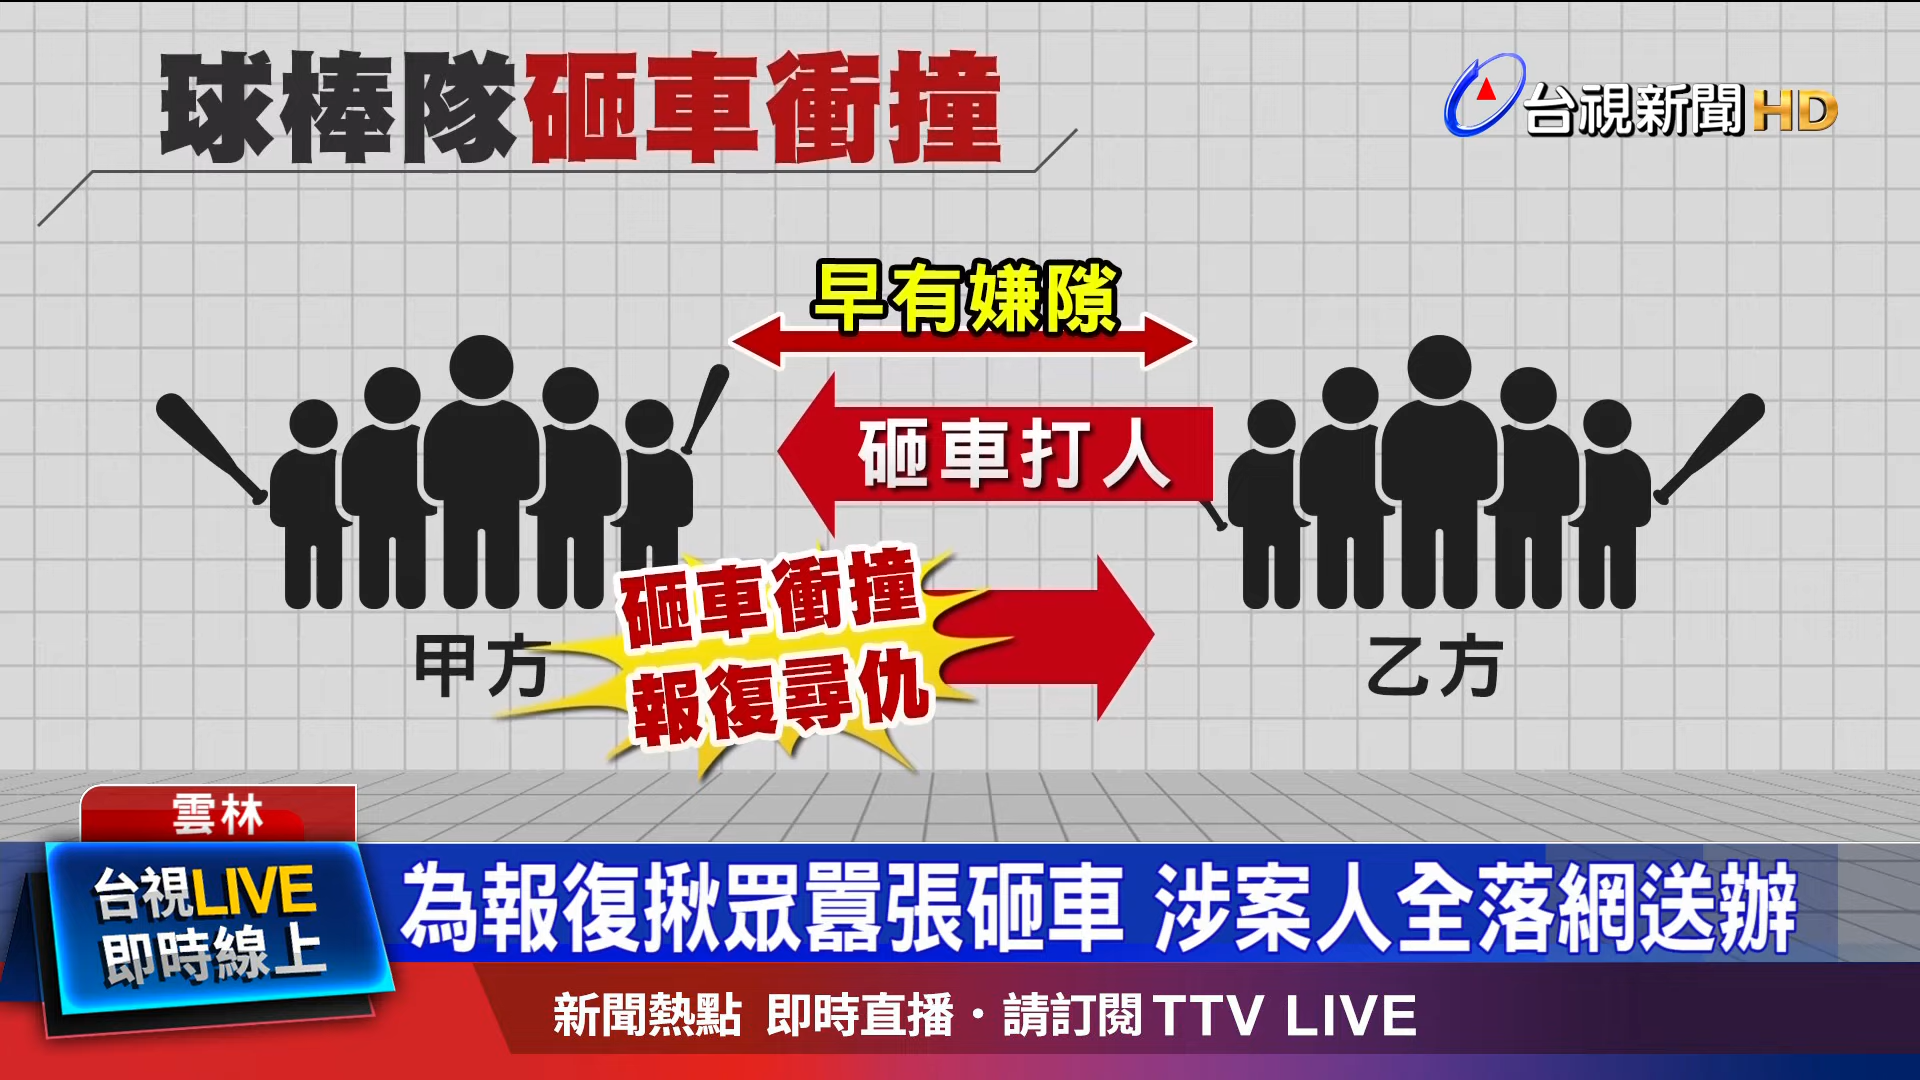 球棒隊砸車衝撞
台視新聞HD
早有嫌隙
砸車打人
砸車衝撞
報復尋仇
甲方
乙方
雲林
台視LIVE
即時線上
為報復揪眾囂張砸車 涉案人全落網送辦
新聞熱點 即時直播・請訂閱TTV LIVE